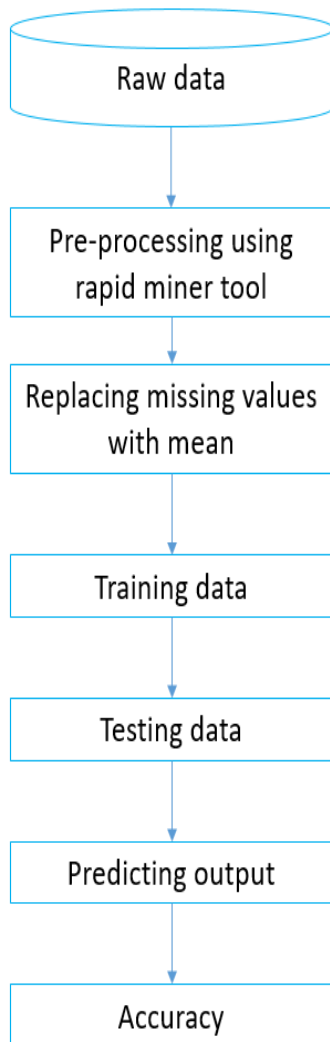 Raw data
Pre-processing using
rapid miner tool
Replacing missing values
with mean
Training data
Testing data
Predicting output
Accuracy